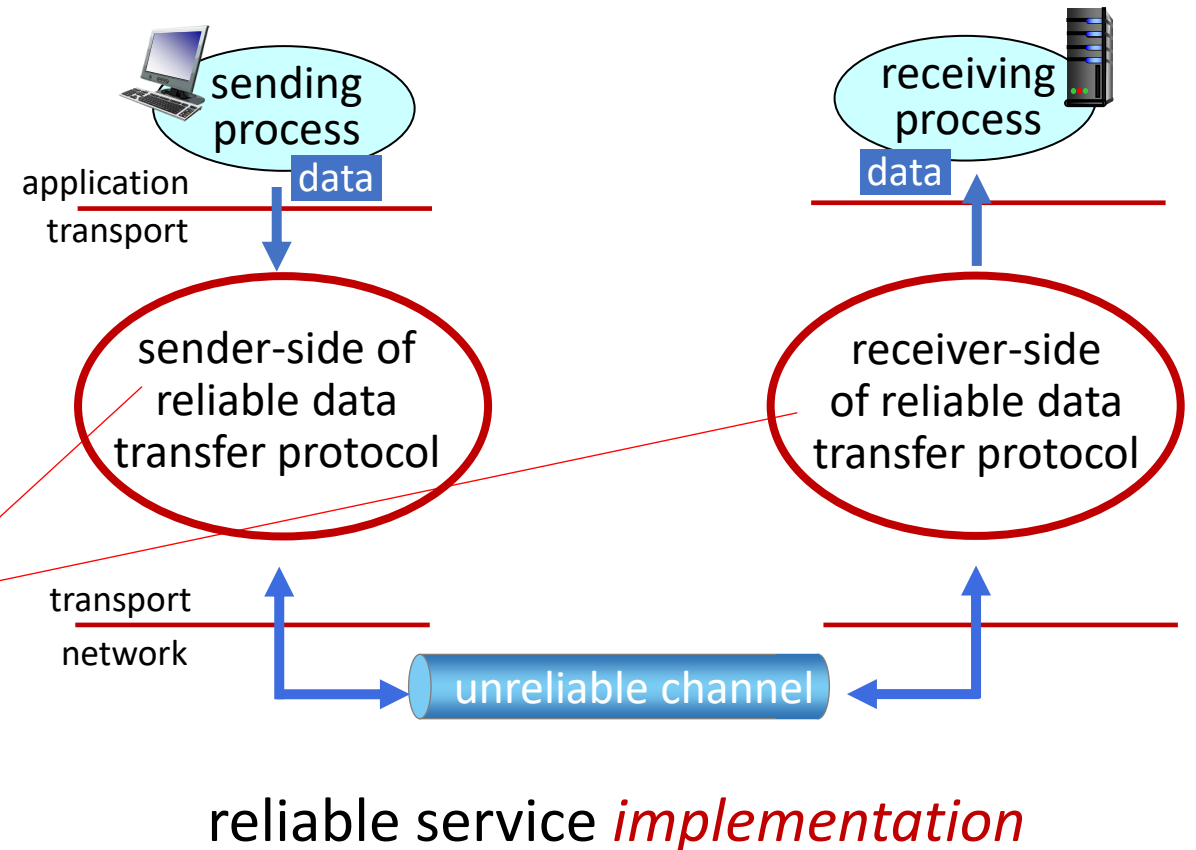 sending
process
data
application
transport
receiving
process
data
sender-side of
reliable data
transfer protocol
receiver-side
of reliable data
transfer protocol
transport
network
unreliable channel
reliable service implementation